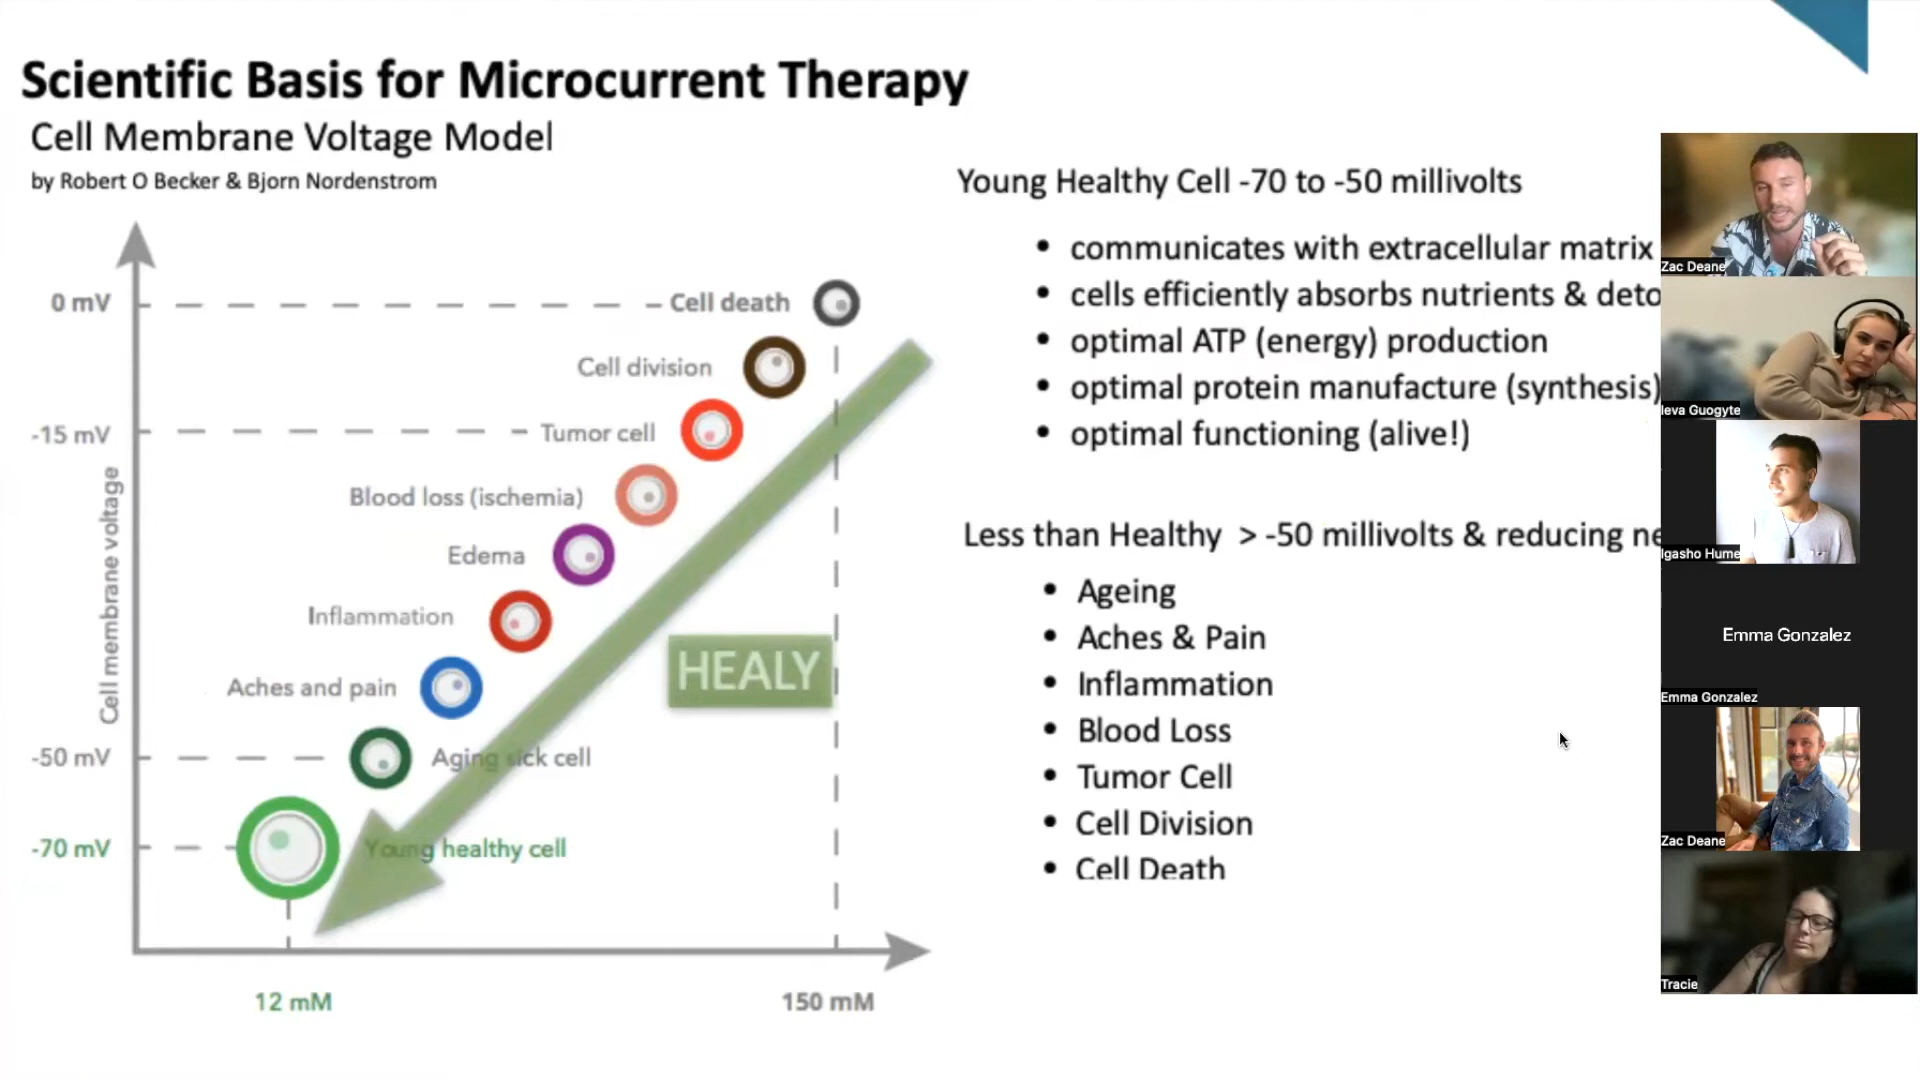 Scientific Basis for Microcurrent Therapy
Cell Membrane Voltage Model
by Robert O Becker & Bjorn Nordenstrom
0 mV
Cell death
Cell division
-15 mV
Tumor cell
Blood loss (ischemia)
Edema
Inflammation
Aches and pain
-50 mV
Aging sick cell
-70 mV
Young healthy cell
Cell membrane voltage
HEALY
12 mM
150 mM
Young Healthy Cell -70 to -50 millivolts
• communicates with extracellular matrix
• cells efficiently absorbs nutrients & deto
• optimal ATP (energy) production
• optimal protein manufacture (synthesis)
• optimal functioning (alive!)
Less than Healthy > -50 millivolts & reducing ne
• Ageing
• Aches & Pain
• Inflammation
• Blood Loss
• Tumor Cell
• Cell Division
• Cell Death
Zac Deane
Ieva Guogyte
Igasho Hume
Emma Gonzalez
Emma Gonzalez
Zac Deane
Tracie